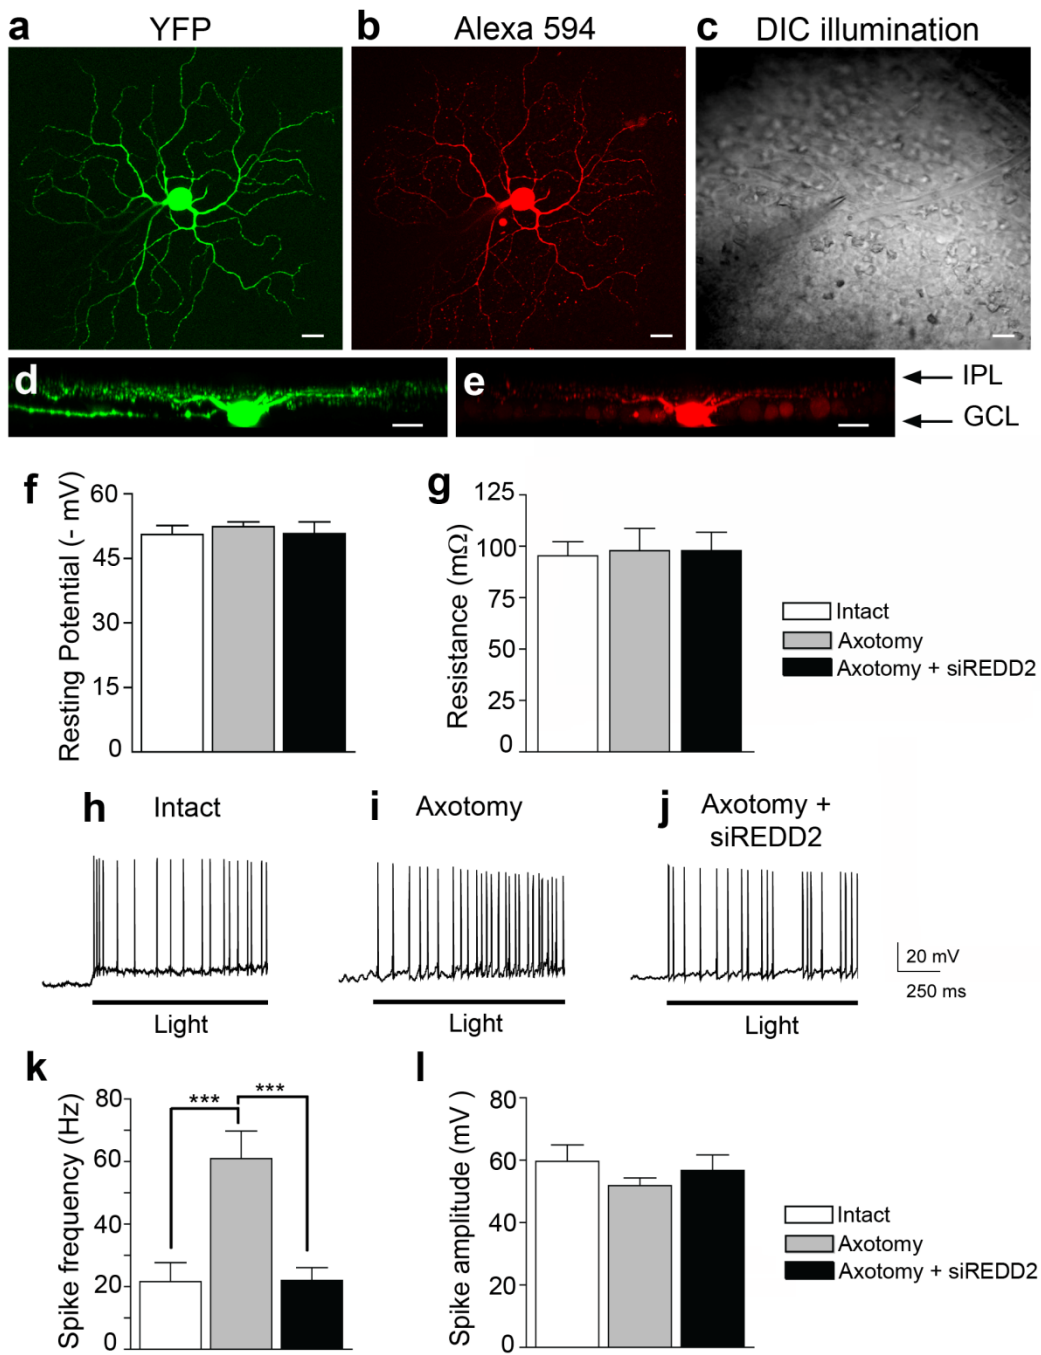 a YFP
b Alexa 594
c DIC illumination
d
e
IPL
GCL
f
Resting Potential (- mV)
60
45
30
15
0
g
Resistance (mΩ)
125
100
75
50
25
0
Intact
Axotomy
Axotomy + siREDD2
h Intact
i Axotomy
j Axotomy +
siREDD2
20 mV
250 ms
Light
Light
Light
k
Spike frequency (Hz)
80
60
40
20
0
***
***
l
Spike amplitude (mV )
80
60
40
20
0
Intact
Axotomy
Axotomy + siREDD2